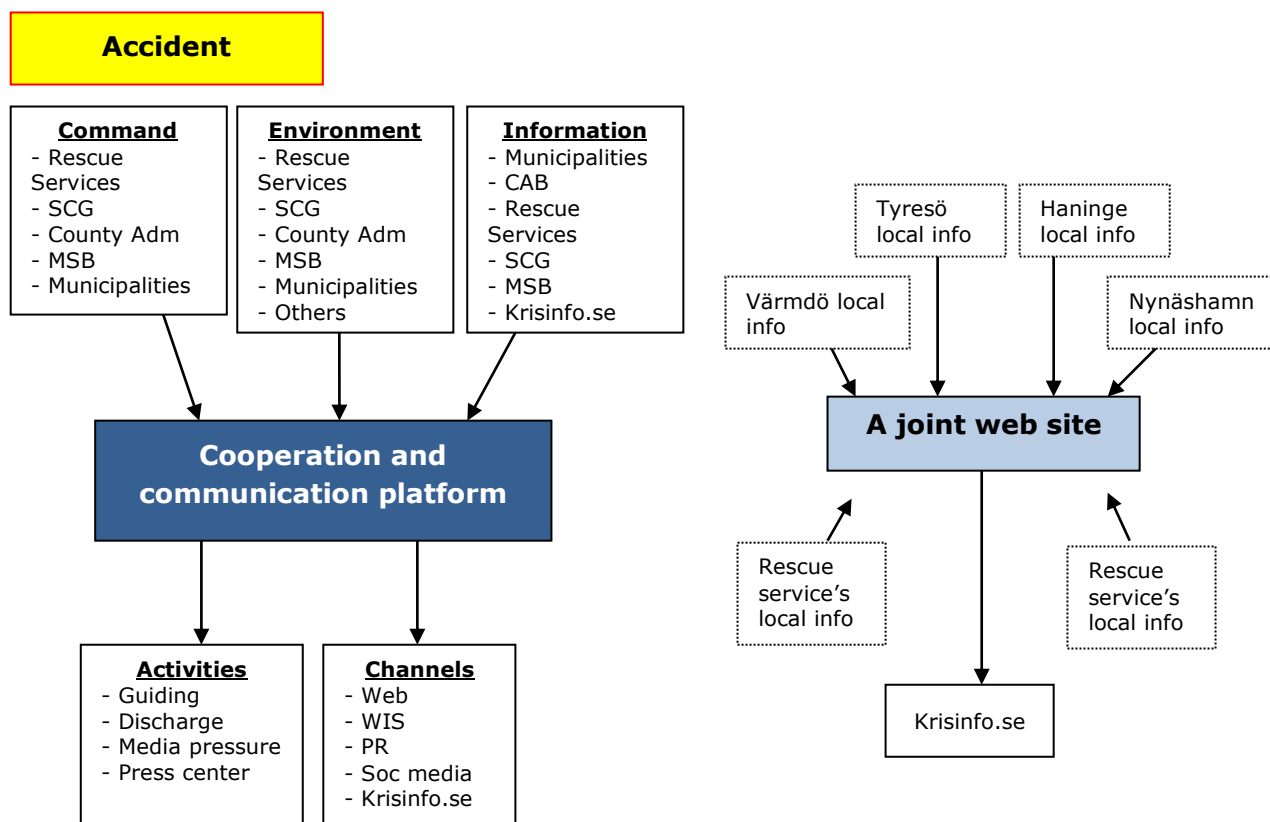 Accident
Command
- Rescue
Services
- SCG
- County Adm
- MSB
- Municipalities
Environment
- Rescue
Services
- SCG
- County Adm
- MSB
- Municipalities
- Others
Information
- Municipalities
- CAB
- Rescue
Services
- SCG
- MSB
- Krisinfo.se
Cooperation and
communication platform
Activities
- Guiding
- Discharge
- Media pressure
- Press center
Channels
- Web
- WIS
- PR
- Soc media
- Krisinfo.se
Tyresö
local info
Haninge
local info
Värmdö local
info
Nynäshamn
local info
A joint web site
Rescue
service’s
local info
Rescue
service’s
local info
Krisinfo.se